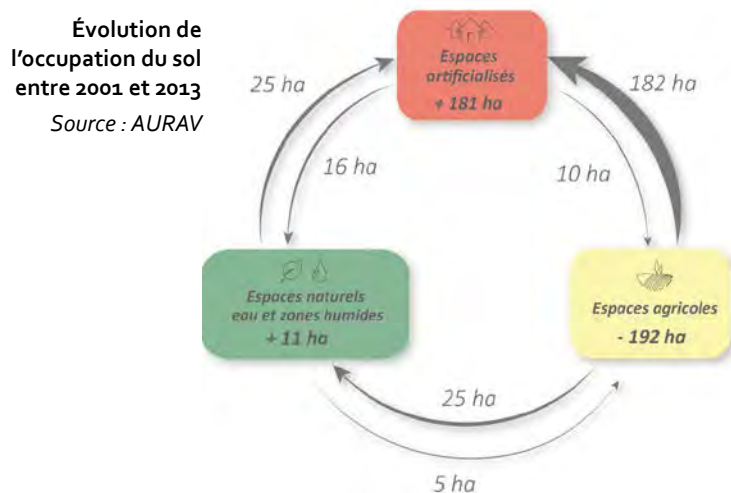 Évolution de
l'occupation du sol
entre 2001 et 2013
Source : AURAV
Espaces
artificialisés
+ 181 ha
25 ha
182 ha
16 ha
10 ha
Espaces naturels
eau et zones humides
+ 11 ha
Espaces agricoles
- 192 ha
25 ha
5 ha